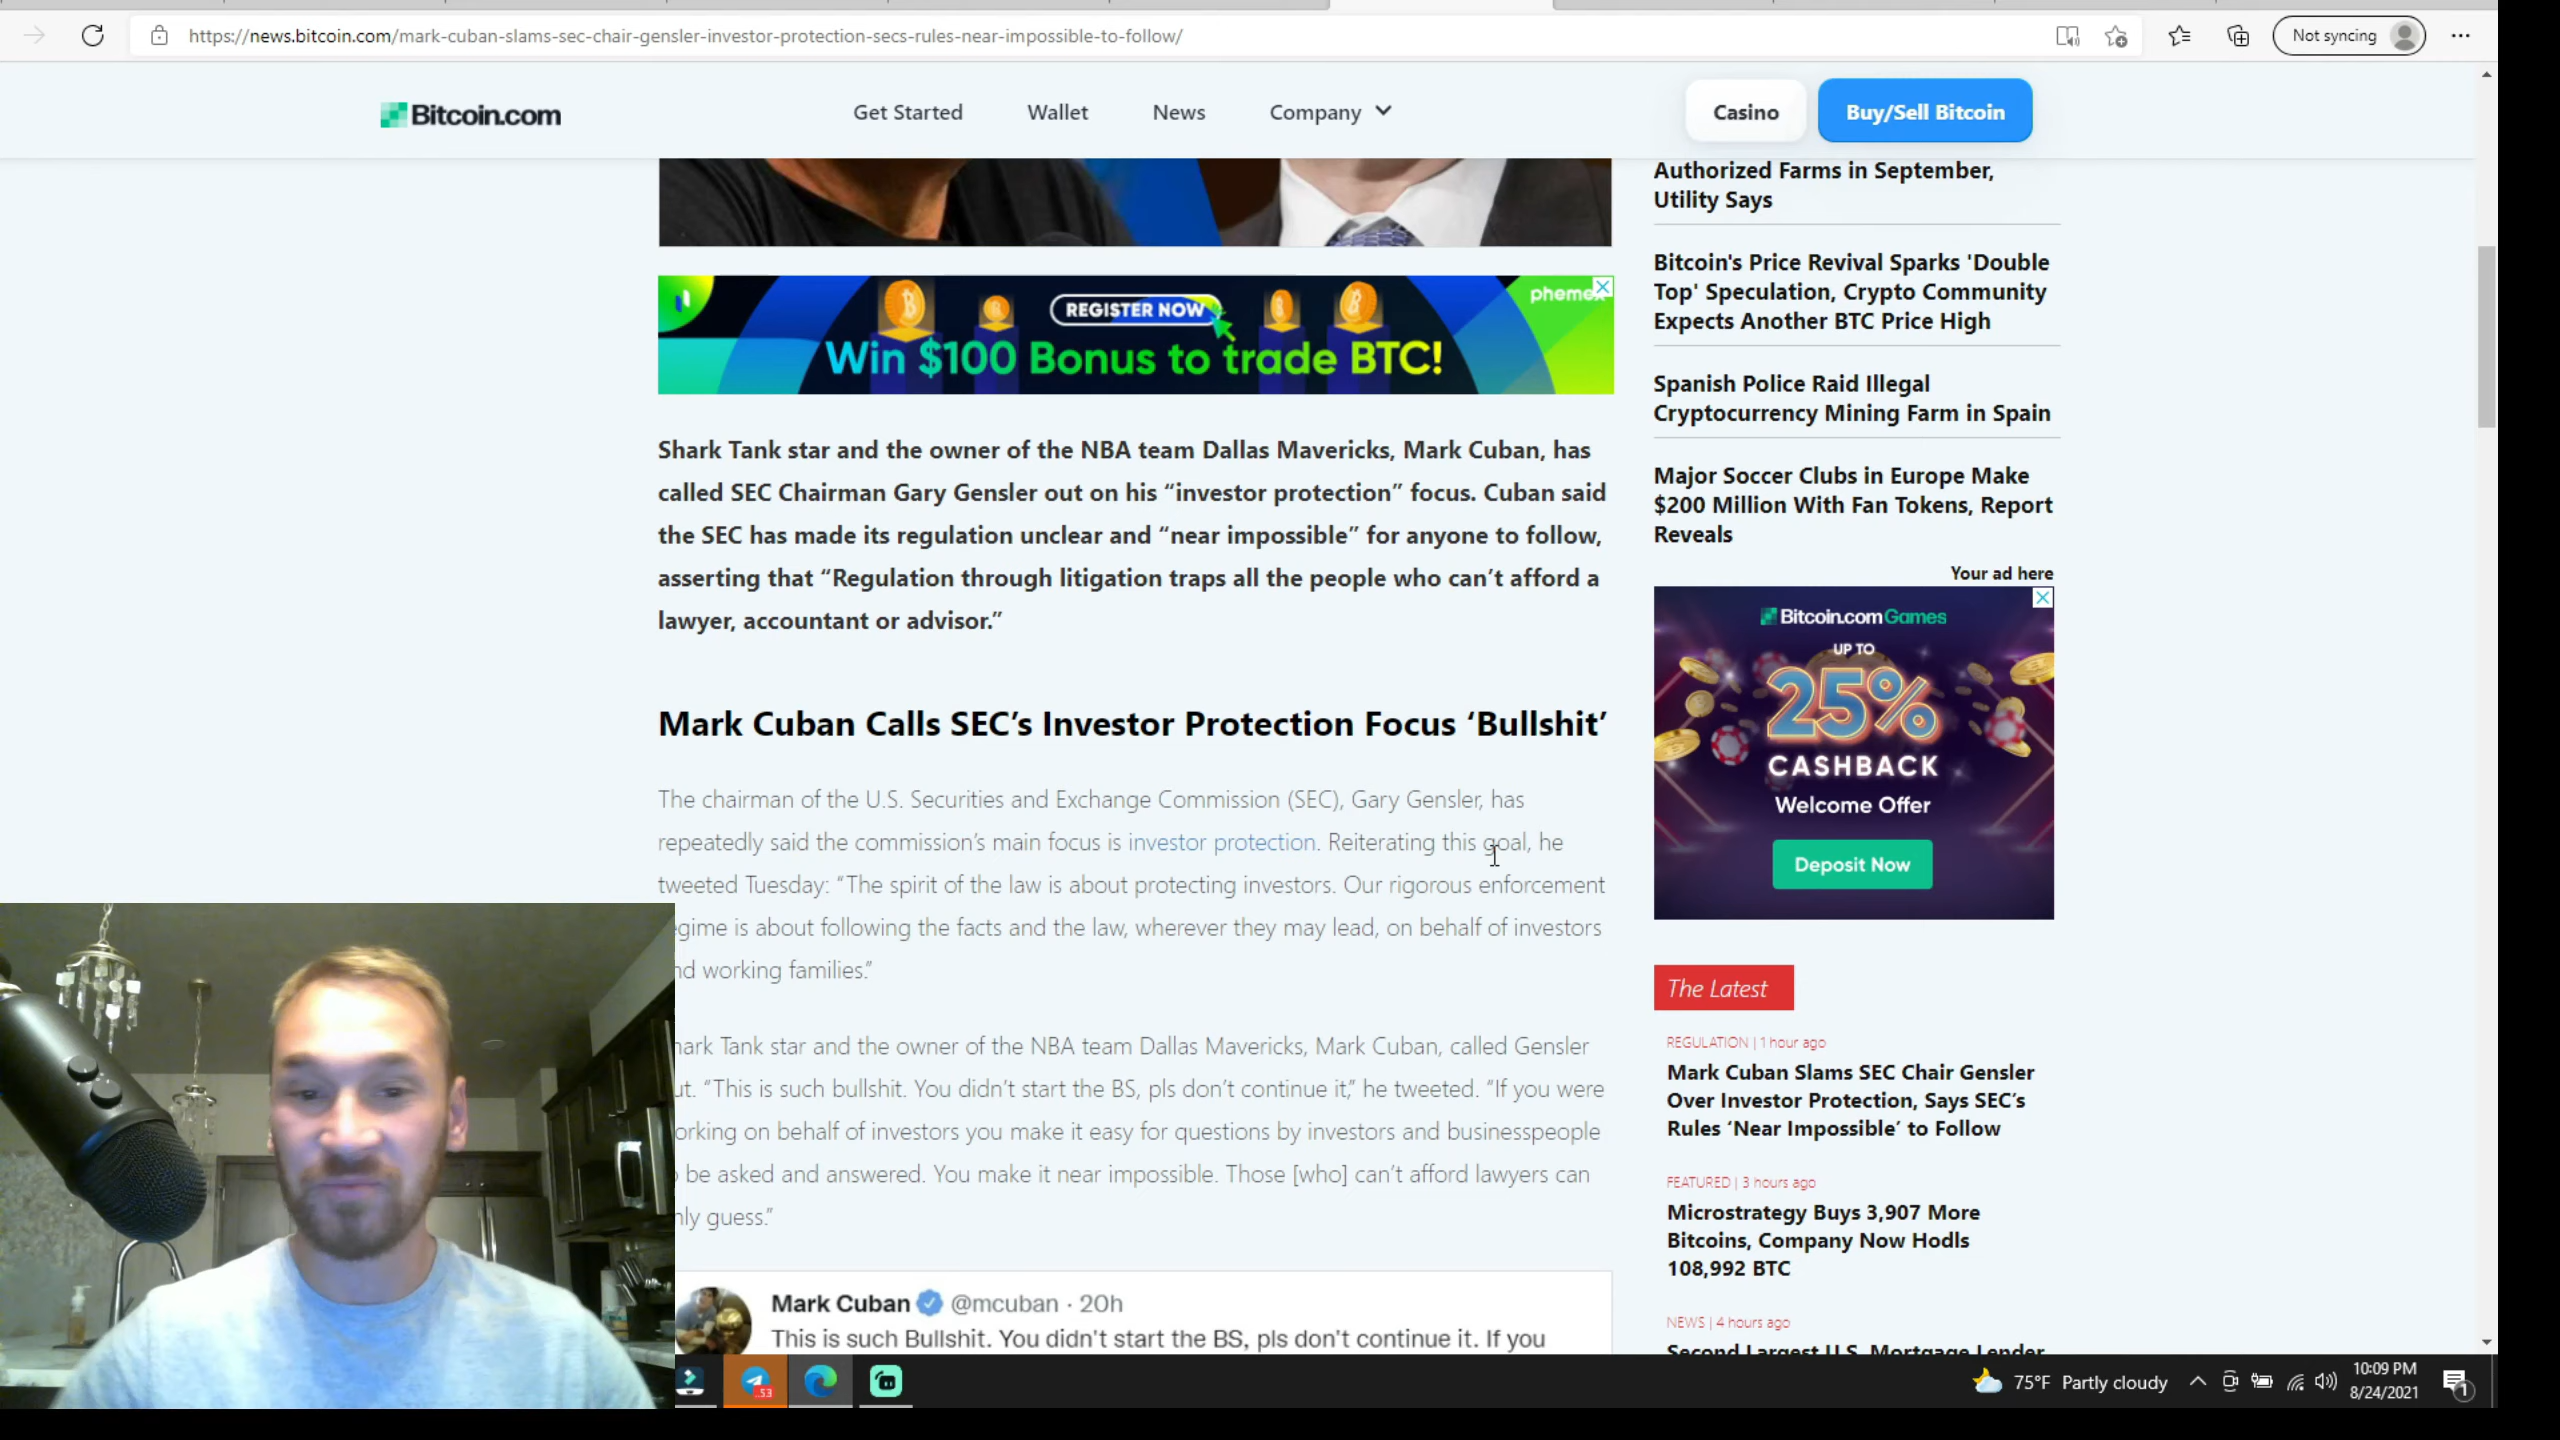 https://news.bitcoin.com/mark-cuban-slams-sec-chair-gensler-investor-protection-secs-rules-near-impossible-to-follow/
Not syncing
Bitcoin.com
Get Started
Wallet
News
Company
Casino
Buy/Sell Bitcoin
REGISTER NOW
phemex
Win $100 Bonus to trade BTC!
Shark Tank star and the owner of the NBA team Dallas Mavericks, Mark Cuban, has
called SEC Chairman Gary Gensler out on his “investor protection” focus. Cuban said
the SEC has made its regulation unclear and “near impossible” for anyone to follow,
asserting that “Regulation through litigation traps all the people who can’t afford a
lawyer, accountant or advisor.”
Mark Cuban Calls SEC’s Investor Protection Focus ‘Bullshit’
The chairman of the U.S. Securities and Exchange Commission (SEC), Gary Gensler, has
repeatedly said the commission’s main focus is investor protection. Reiterating this goal, he
tweeted Tuesday: “The spirit of the law is about protecting investors. Our rigorous enforcement
gime is about following the facts and the law, wherever they may lead, on behalf of investors
nd working families.”
hark Tank star and the owner of the NBA team Dallas Mavericks, Mark Cuban, called Gensler
ut. “This is such bullshit. You didn’t start the BS, pls don’t continue it,” he tweeted. “If you were
orking on behalf of investors you make it easy for questions by investors and businesspeople
be asked and answered. You make it near impossible. Those [who] can’t afford lawyers can
nly guess.”
Mark Cuban @mcuban · 20h
This is such Bullshit. You didn't start the BS, pls don't continue it. If you
Authorized Farms in September,
Utility Says
Bitcoin's Price Revival Sparks 'Double
Top' Speculation, Crypto Community
Expects Another BTC Price High
Spanish Police Raid Illegal
Cryptocurrency Mining Farm in Spain
Major Soccer Clubs in Europe Make
$200 Million With Fan Tokens, Report
Reveals
Your ad here
Bitcoin.com Games
UP TO
25%
CASHBACK
Welcome Offer
Deposit Now
The Latest
REGULATION | 1 hour ago
Mark Cuban Slams SEC Chair Gensler
Over Investor Protection, Says SEC’s
Rules ‘Near Impossible’ to Follow
FEATURED | 3 hours ago
Microstrategy Buys 3,907 More
Bitcoins, Company Now Hodls
108,992 BTC
NEWS | 4 hours ago
Second Largest U.S. Mortgage Lender
53
75°F Partly cloudy
10:09 PM
8/24/2021
1